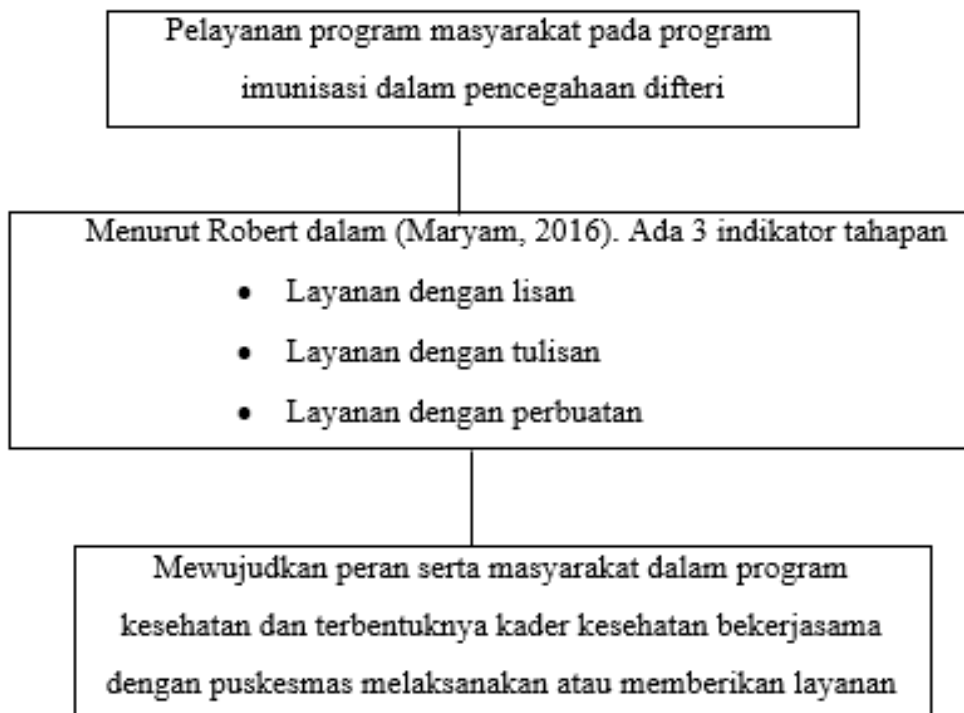 Pelayanan program masyarakat pada program
imunisasi dalam pencegahaan difteri
Menurut Robert dalam (Maryam, 2016). Ada 3 indikator tahapan
• Layanan dengan lisan
• Layanan dengan tulisan
• Layanan dengan perbuatan
Mewujudkan peran serta masyarakat dalam program
kesehatan dan terbentuknya kader kesehatan bekerjasama
dengan puskesmas melaksanakan atau memberikan layanan